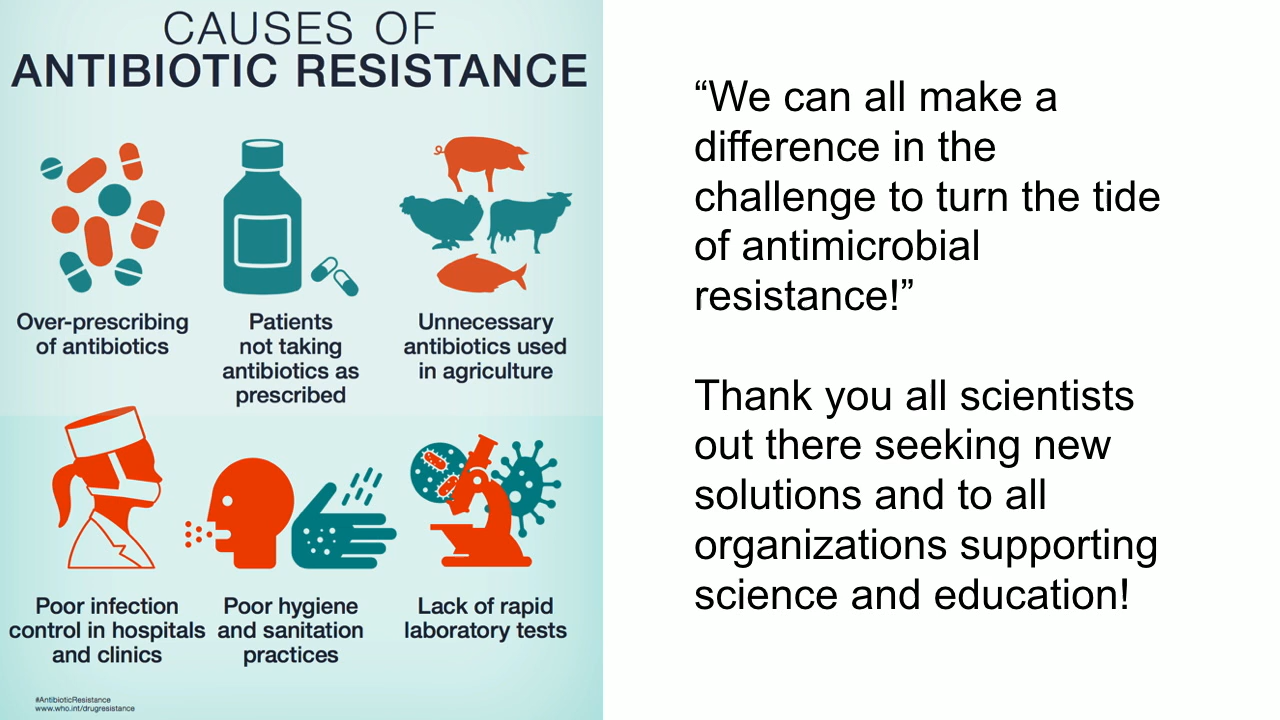 CAUSES OF
ANTIBIOTIC RESISTANCE
Over-prescribing
of antibiotics
Patients
not taking
antibiotics as
prescribed
Unnecessary
antibiotics used
in agriculture
Poor infection
control in hospitals
and clinics
Poor hygiene
and sanitation
practices
Lack of rapid
laboratory tests
#AntibioticResistance
www.who.int/drugresistance
“We can all make a
difference in the
challenge to turn the tide
of antimicrobial
resistance!”
Thank you all scientists
out there seeking new
solutions and to all
organizations supporting
science and education!